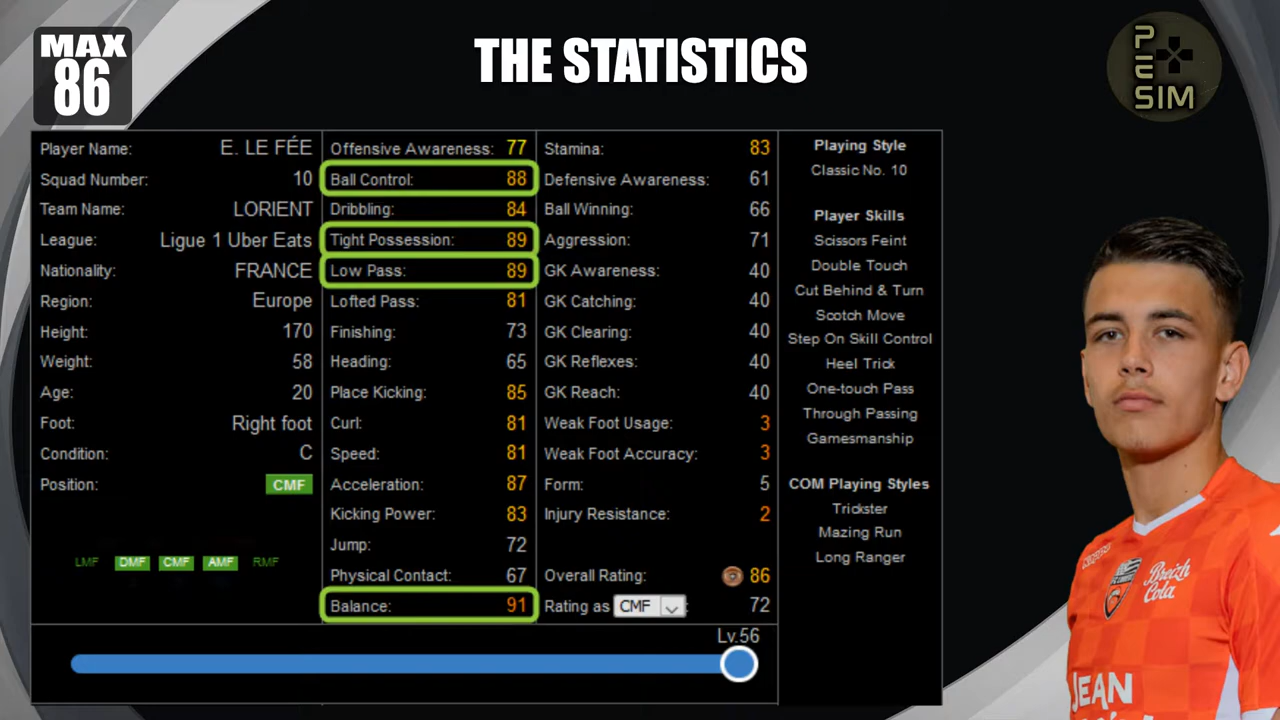 MAX
86
THE STATISTICS
PE
SIM
Player Name: E. LE FÉE
Squad Number: 10
Team Name: LORIENT
League: Ligue 1 Uber Eats
Nationality: FRANCE
Region: Europe
Height: 170
Weight: 58
Age: 20
Foot: Right foot
Condition: C
Position: CMF
LMF DMF CMF AMF RMF
Offensive Awareness: 77
Ball Control: 88
Dribbling: 84
Tight Possession: 89
Low Pass: 89
Lofted Pass: 81
Finishing: 73
Heading: 65
Place Kicking: 85
Curl: 81
Speed: 81
Acceleration: 87
Kicking Power: 83
Jump: 72
Physical Contact: 67
Balance: 91
Stamina: 83
Defensive Awareness: 61
Ball Winning: 66
Aggression: 71
GK Awareness: 40
GK Catching: 40
GK Clearing: 40
GK Reflexes: 40
GK Reach: 40
Weak Foot Usage: 3
Weak Foot Accuracy: 3
Form: 5
Injury Resistance: 2
Overall Rating: 86
Rating as CMF : 72
Lv.56
Playing Style
Classic No. 10
Player Skills
Scissors Feint
Double Touch
Cut Behind & Turn
Scotch Move
Step On Skill Control
Heel Trick
One-touch Pass
Through Passing
Gamesmanship
COM Playing Styles
Trickster
Mazing Run
Long Ranger
Breizh
Cola
JEAN